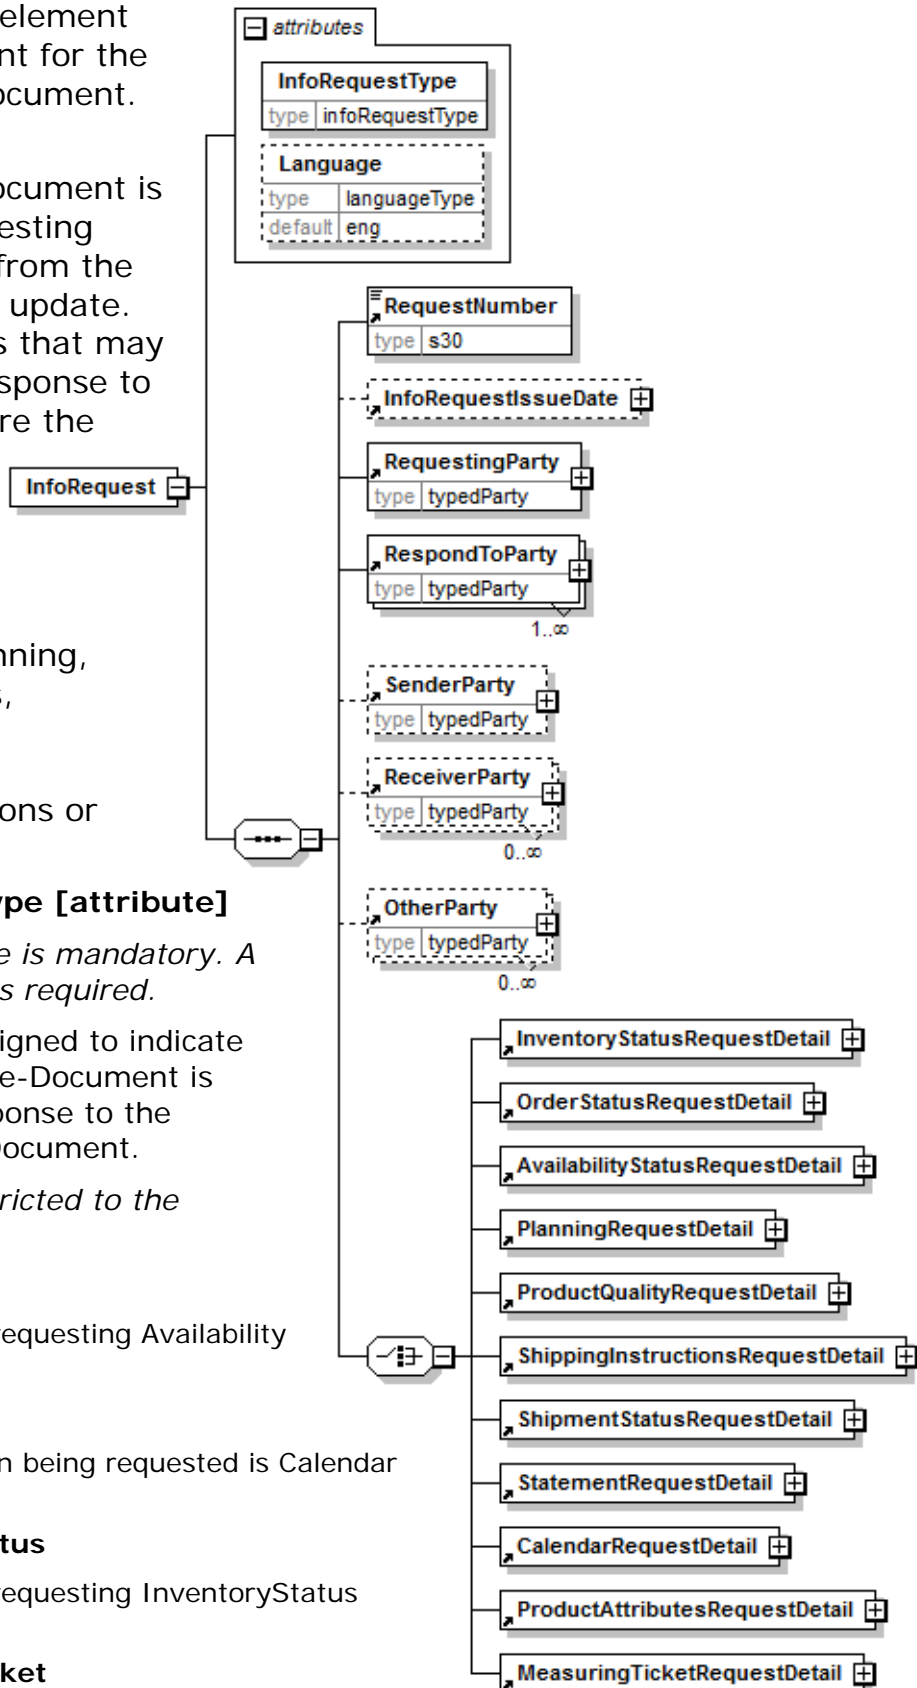 element
nt for the
ocument.
ocument is
esting
from the
update.
s that may
sponse to
re the
nning,
s,
ons or
ype [attribute]
e is mandatory. A
s required.
igned to indicate
e-Document is
ponse to the
Document.
ricted to the
requesting Availability
n being requested is Calendar
tus
requesting InventoryStatus
ket
attributes
InfoRequestType
type infoRequestType
Language
type languageType
default eng
InfoRequest
RequestNumber
type s30
InfoRequestIssueDate
RequestingParty
type typedParty
RespondToParty
type typedParty
1..∞
SenderParty
type typedParty
ReceiverParty
type typedParty
0..∞
OtherParty
type typedParty
0..∞
InventoryStatusRequestDetail
OrderStatusRequestDetail
AvailabilityStatusRequestDetail
PlanningRequestDetail
ProductQualityRequestDetail
ShippingInstructionsRequestDetail
ShipmentStatusRequestDetail
StatementRequestDetail
CalendarRequestDetail
ProductAttributesRequestDetail
MeasuringTicketRequestDetail